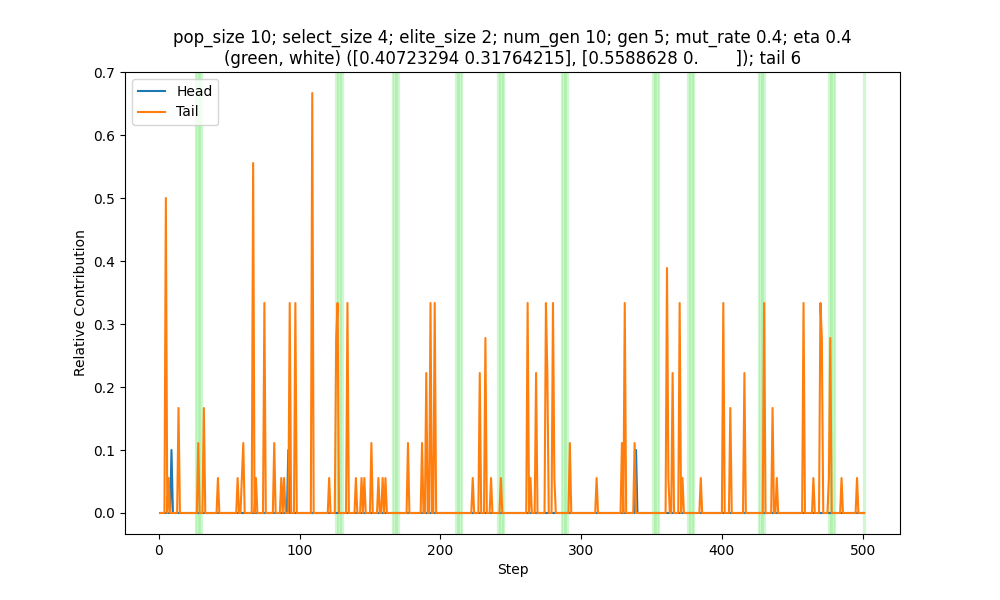 pop_size 10; select_size 4; elite_size 2; num_gen 10; gen 5; mut_rate 0.4; eta 0.4
(green, white) ([0.40723294 0.31764215], [0.5588628 0.        ]); tail 6
Head
Tail
0.7
0.6
0.5
0.4
0.3
0.2
0.1
0.0
Relative Contribution
0 100 200 300 400 500
Step